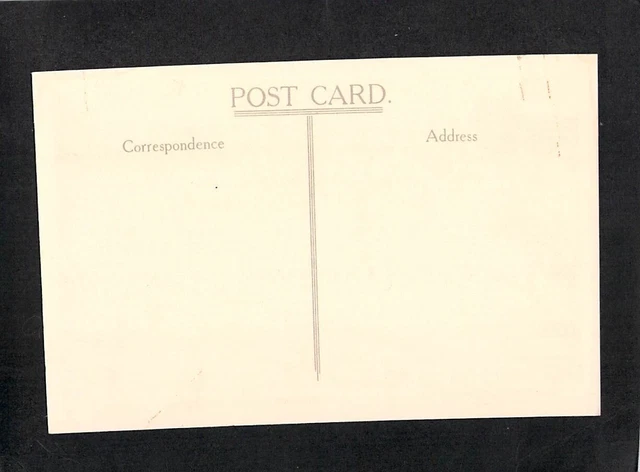 POST CARD.
Correspondence
Address